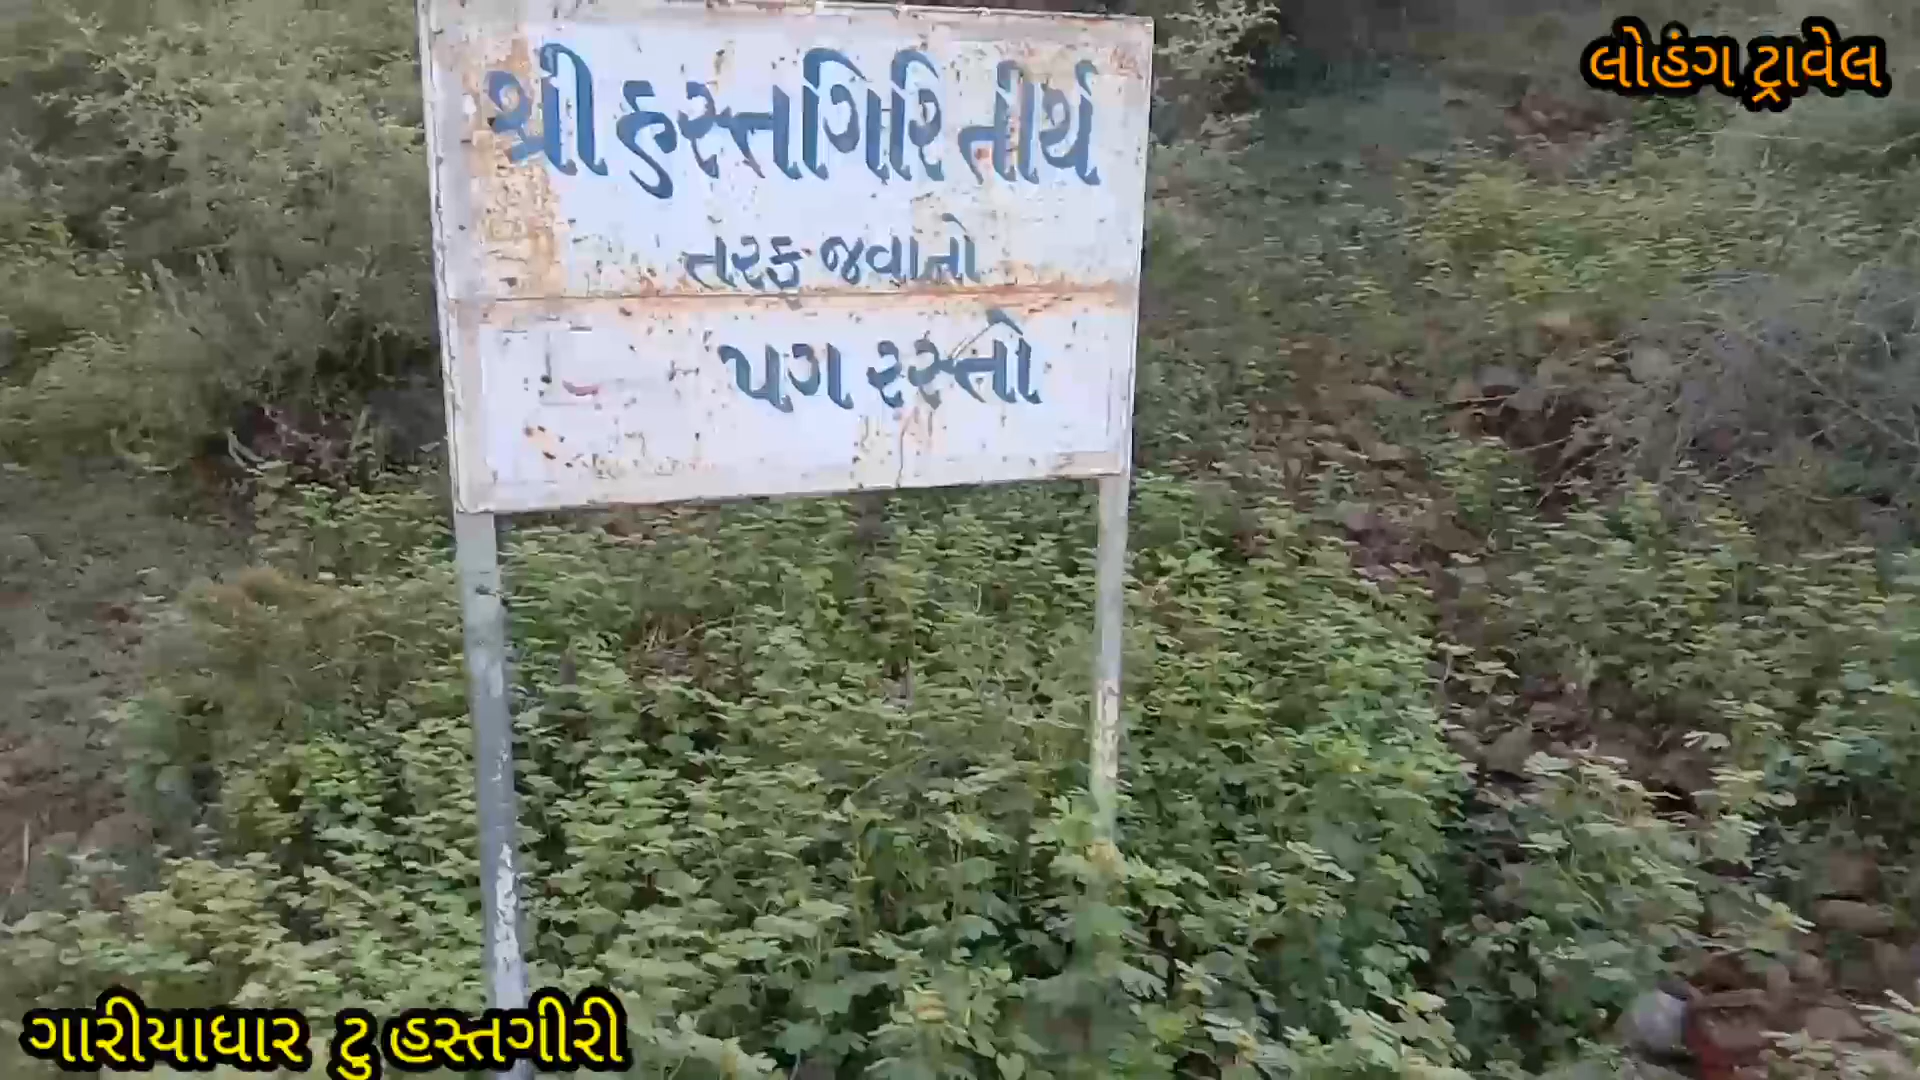 લોહંગ ટ્રાવેલ
શ્રી હસ્તગિરિ તીર્થ
તરફ જવાનો
પગ રસ્તો
ગારીયાધાર ટુ હસ્તગીરી